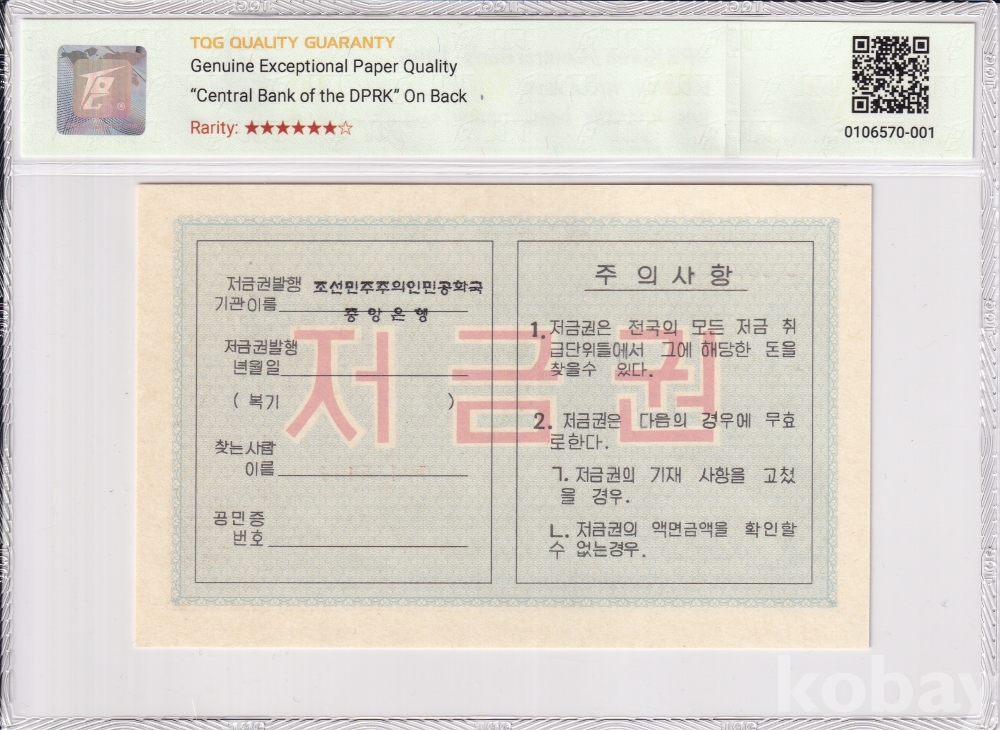 TQG QUALITY GUARANTY
Genuine Exceptional Paper Quality
“Central Bank of the DPRK” On Back
Rarity: ★★★★★★☆
0106570-001
저금권발행 조선민주주의인민공화국
기관이름 중앙은행
저금권발행
년월일
( 복기 )
찾는사람
이름
공민증
번호
저금권
주의사항
1. 저금권은 전국의 모든 저금 취
급단위들에서 그에 해당한 돈을
찾을수 있다.
2. 저금권은 다음의 경우에 무효
로한다.
ㄱ. 저금권의 기재 사항을 고쳤
을 경우.
ㄴ. 저금권의 액면금액을 확인할
수 없는경우.
kobay